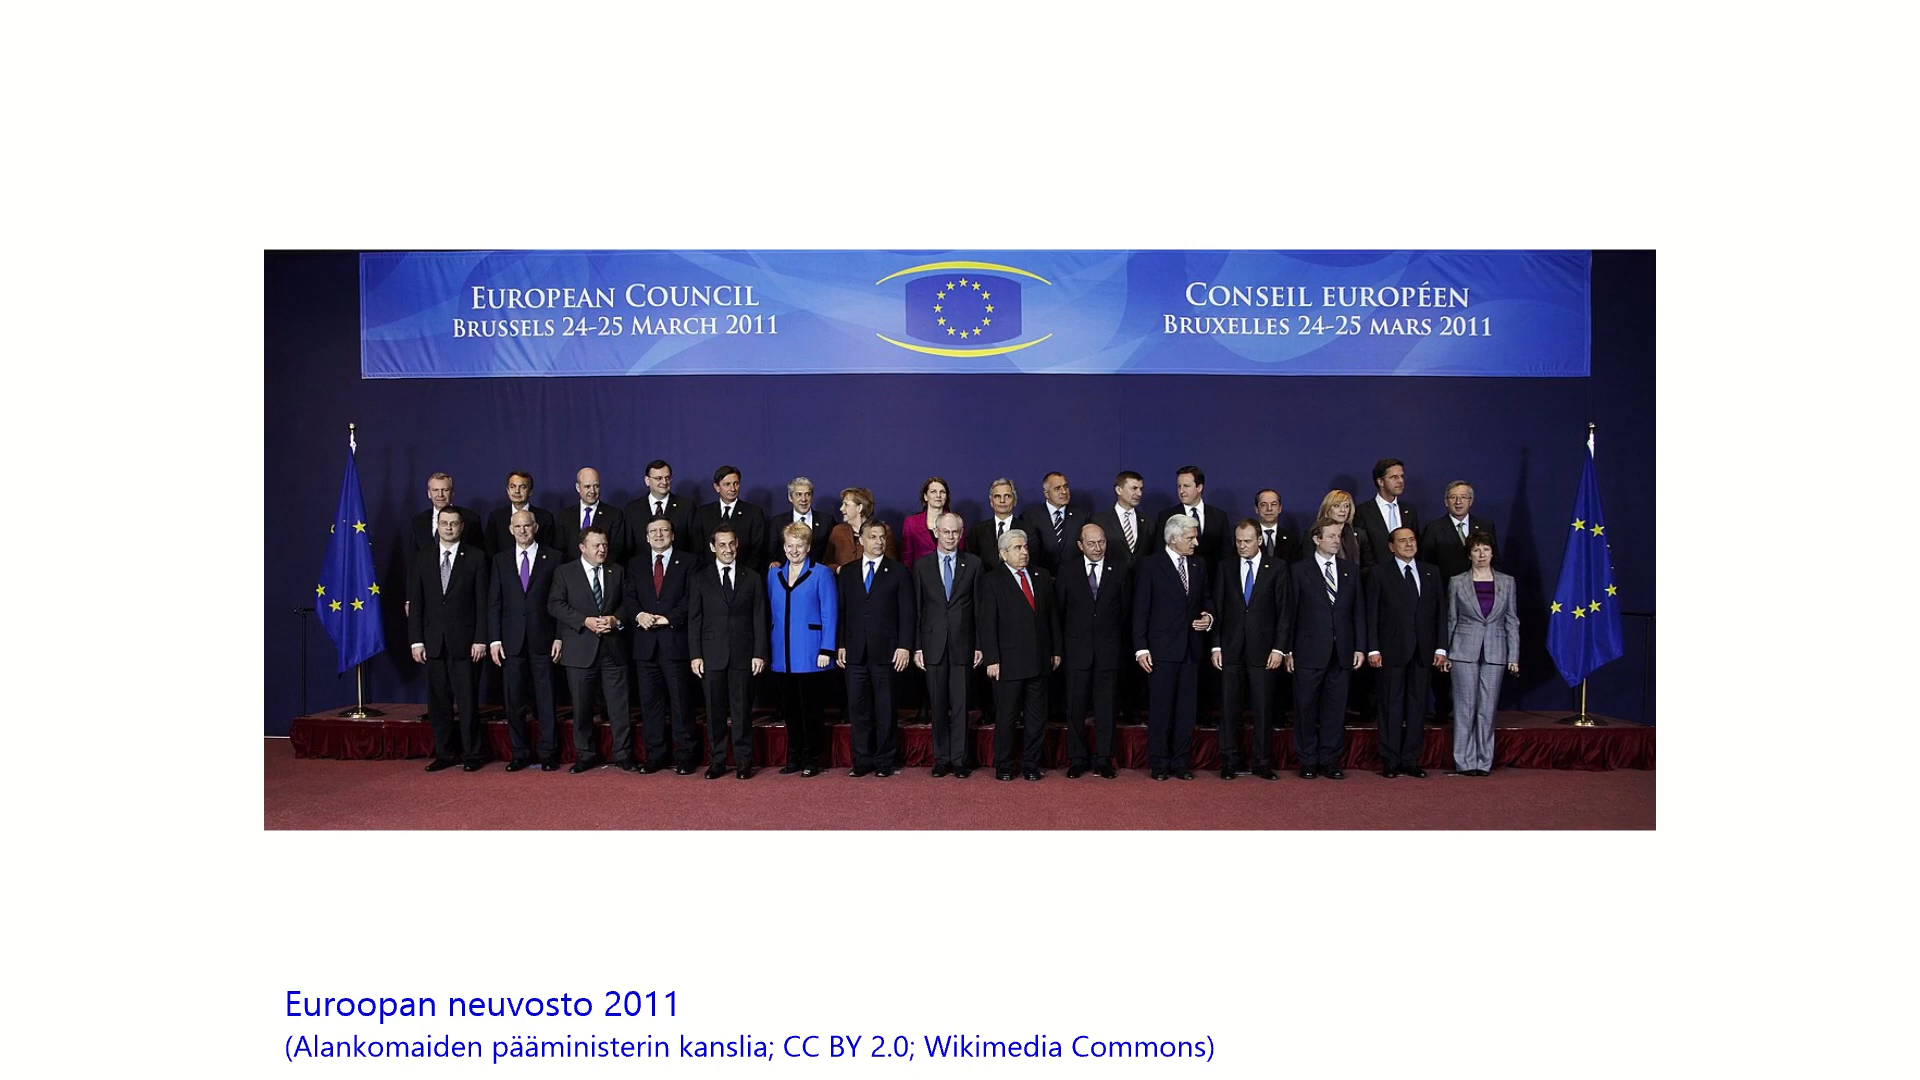 EUROPEAN COUNCIL
BRUSSELS 24-25 MARCH 2011
CONSEIL EUROPÉEN
BRUXELLES 24-25 MARS 2011
Euroopan neuvosto 2011
(Alankomaiden pääministerin kanslia; CC BY 2.0; Wikimedia Commons)